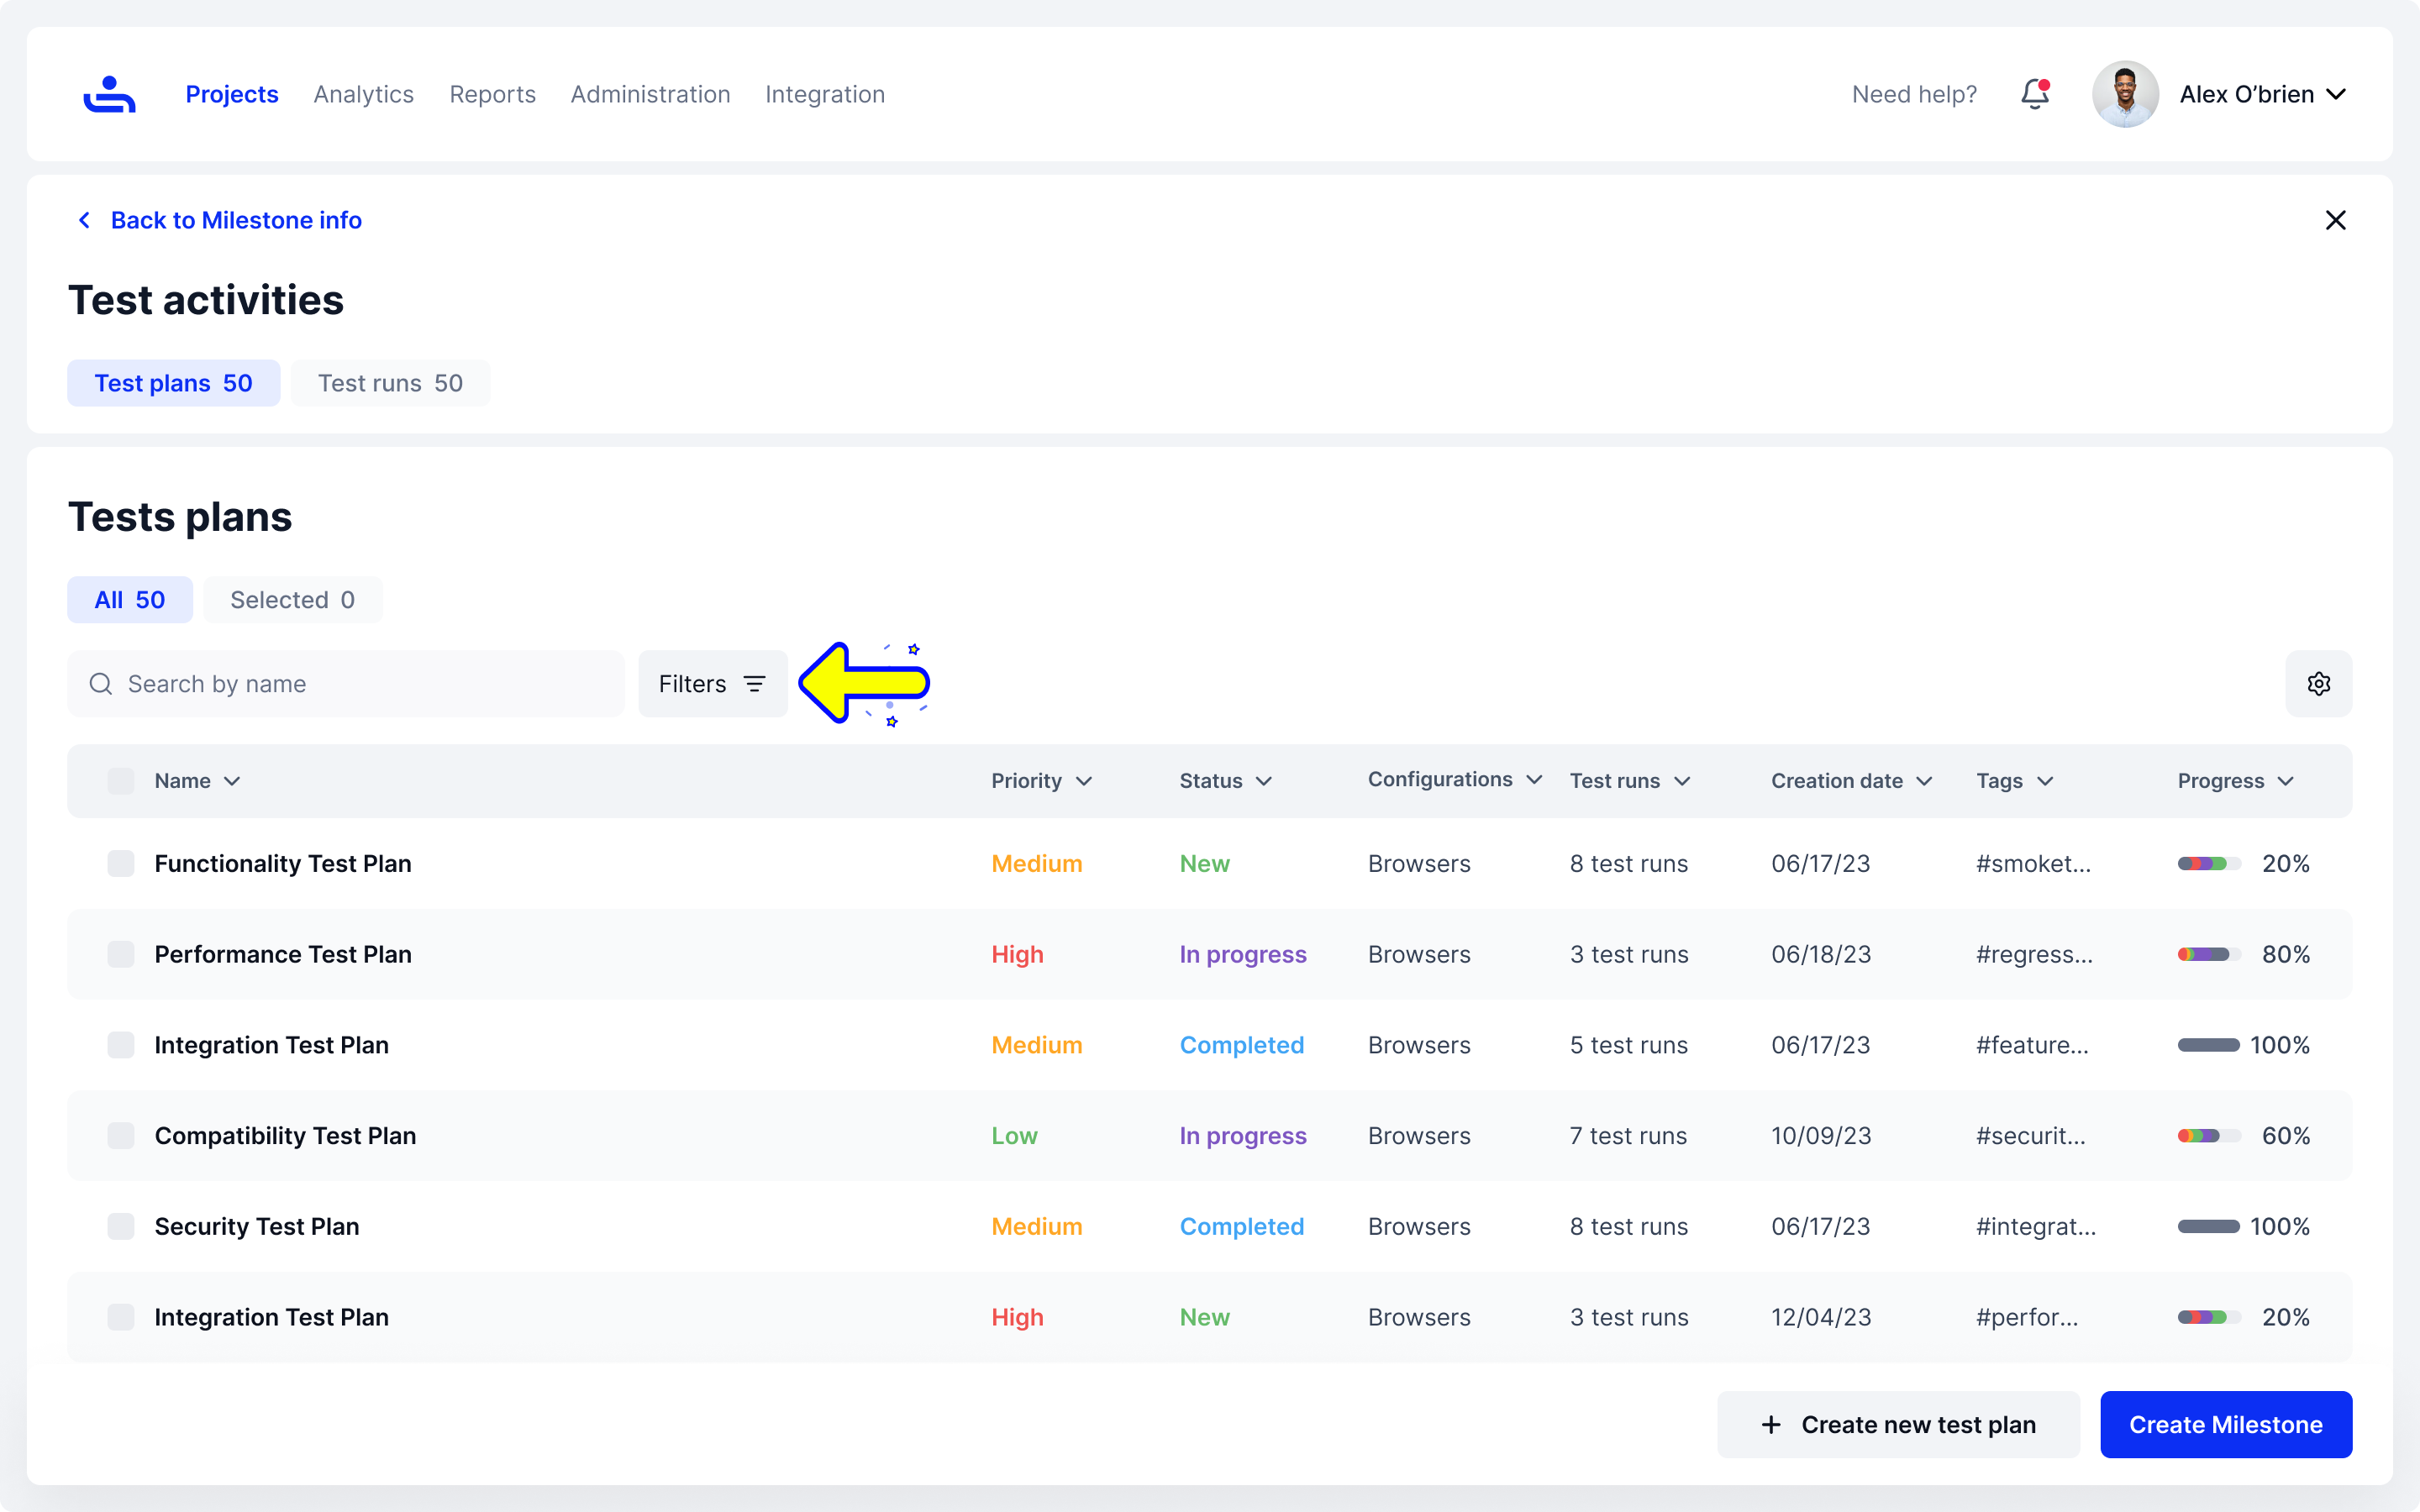 Projects Analytics Reports Administration Integration Need help? Alex O’brien
Back to Milestone info
Test activities
Test plans 50 Test runs 50
Tests plans
All 50 Selected 0
Search by name Filters
Name Priority Status Configurations Test runs Creation date Tags Progress
Functionality Test Plan Medium New Browsers 8 test runs 06/17/23 #smoket... 20%
Performance Test Plan High In progress Browsers 3 test runs 06/18/23 #regress... 80%
Integration Test Plan Medium Completed Browsers 5 test runs 06/17/23 #feature... 100%
Compatibility Test Plan Low In progress Browsers 7 test runs 10/09/23 #securit... 60%
Security Test Plan Medium Completed Browsers 8 test runs 06/17/23 #integrat... 100%
Integration Test Plan High New Browsers 3 test runs 12/04/23 #perfor... 20%
Create new test plan Create Milestone